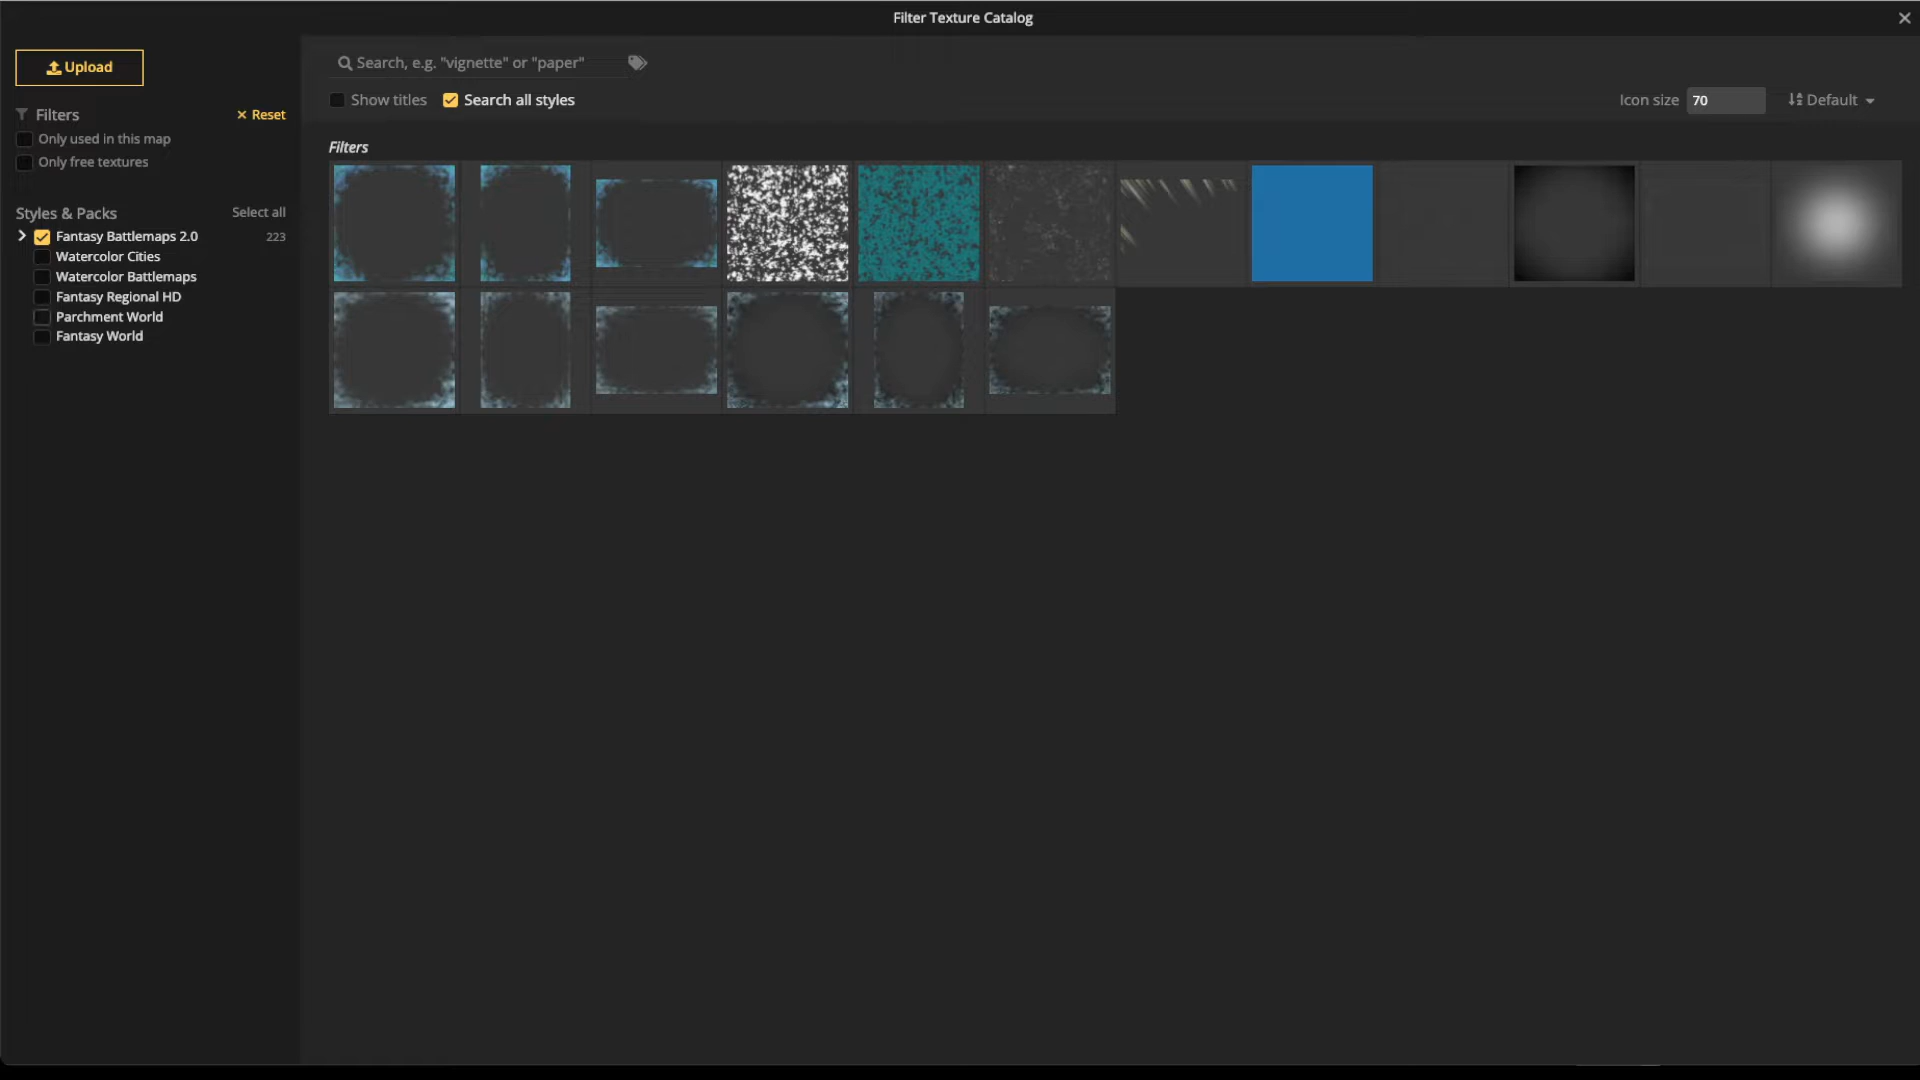 Filter Texture Catalog
Upload
Search, e.g. "vignette" or "paper"
Show titles
Search all styles
Icon size
70
Default
Filters
Reset
Only used in this map
Only free textures
Styles & Packs
Select all
Fantasy Battlemaps 2.0
223
Watercolor Cities
Watercolor Battlemaps
Fantasy Regional HD
Parchment World
Fantasy World
Filters